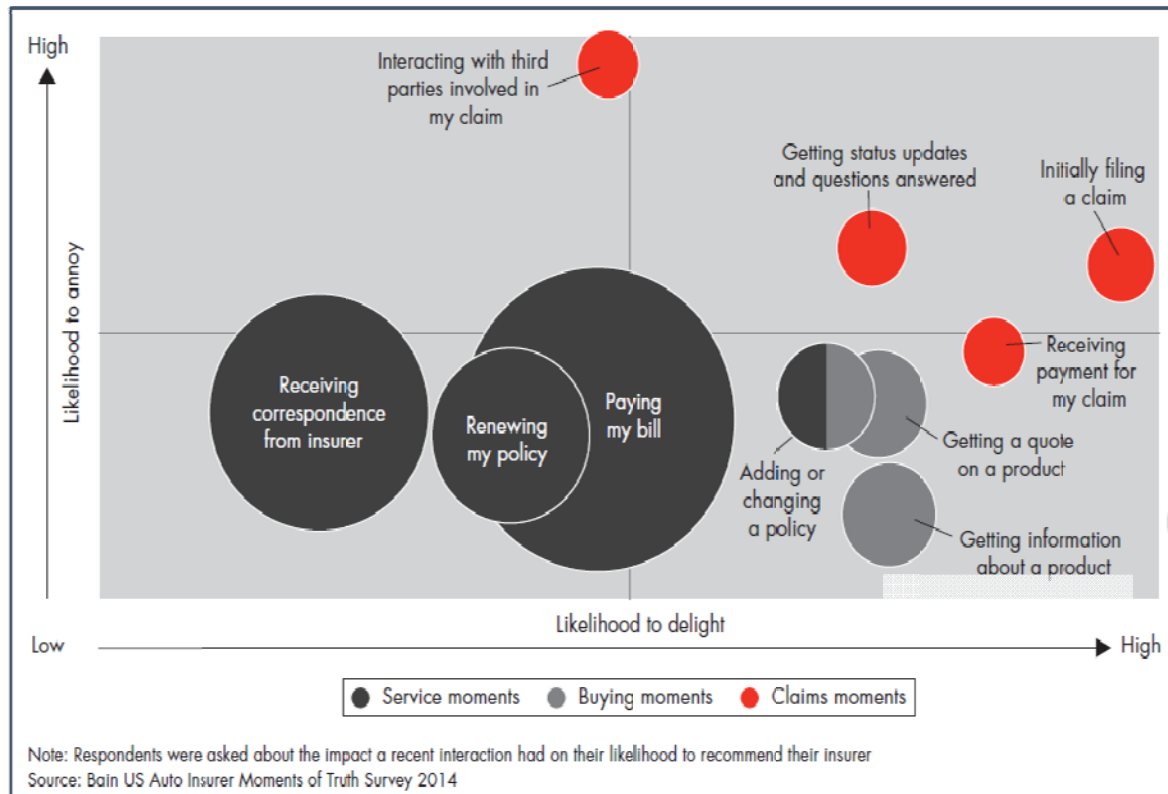 High
Interacting with third
parties involved in
my claim
Getting status updates
and questions answered
Initially filing
a claim
Likelihood to annoy
Receiving
correspondence
from insurer
Renewing
my policy
Paying
my bill
Receiving
payment for
my claim
Adding or
changing
a policy
Getting a quote
on a product
Getting information
about a product
Likelihood to delight
Low
High
Service moments
Buying moments
Claims moments
Note: Respondents were asked about the impact a recent interaction had on their likelihood to recommend their insurer
Source: Bain US Auto Insurer Moments of Truth Survey 2014